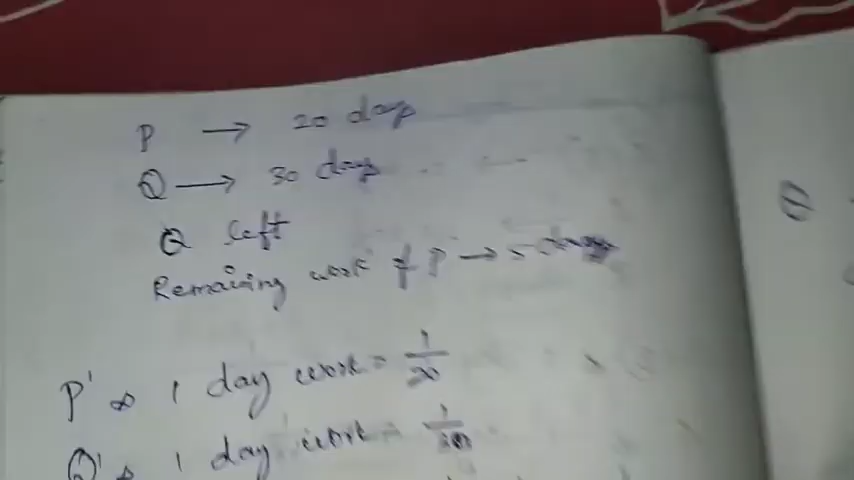 P → 20 day
Q → 30 days
Q left
Remaining work of P → 5 days
P's 1 day work = 1/20
Q's 1 day work = 1/30
Q